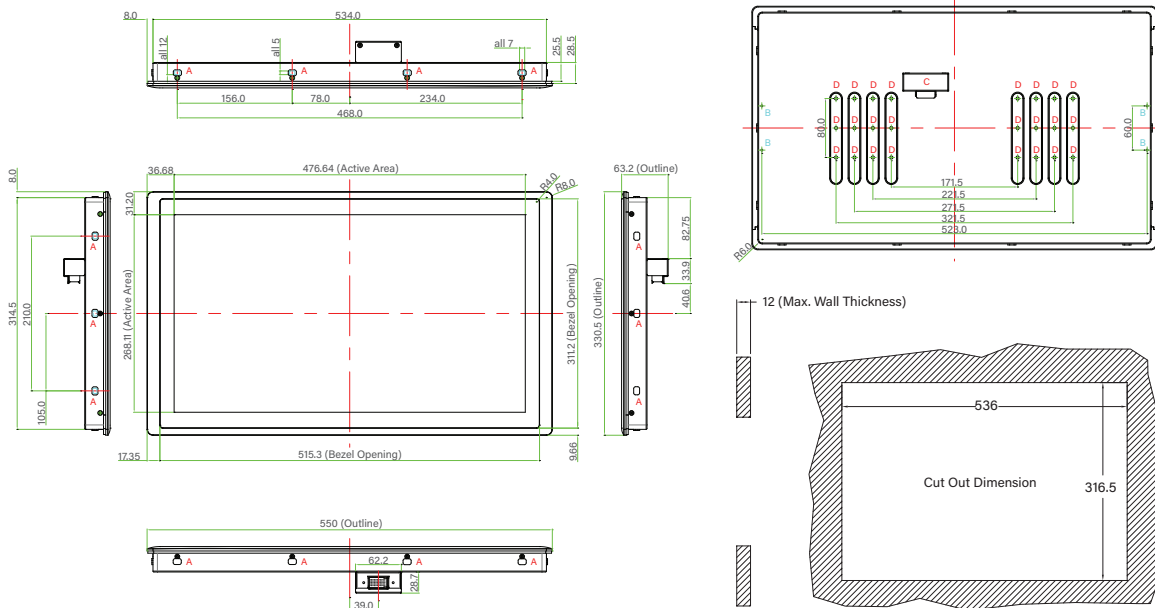 8.0
534.0
all 12
all 5
all 7
25.5
28.5
A
A
A
A
156.0
78.0
234.0
468.0
D
D
D
D
D
D
D
D
C
B
B
80.0
D
D
D
D
D
D
D
D
60.0
D
D
D
D
D
D
D
D
B
B
171.5
221.5
271.5
321.5
523.0
R6.0
8.0
36.68
476.64 (Active Area)
63.2 (Outline)
R4.0
R8.0
31.20
82.75
A
A
33.9
40.6
314.5
210.0
268.11 (Active Area)
311.2 (Bezel Opening)
330.5 (Outline)
A
A
A
A
105.0
17.35
515.3 (Bezel Opening)
9.66
12 (Max. Wall Thickness)
536
Cut Out Dimension
316.5
550 (Outline)
A
A
A
A
62.2
28.7
39.0